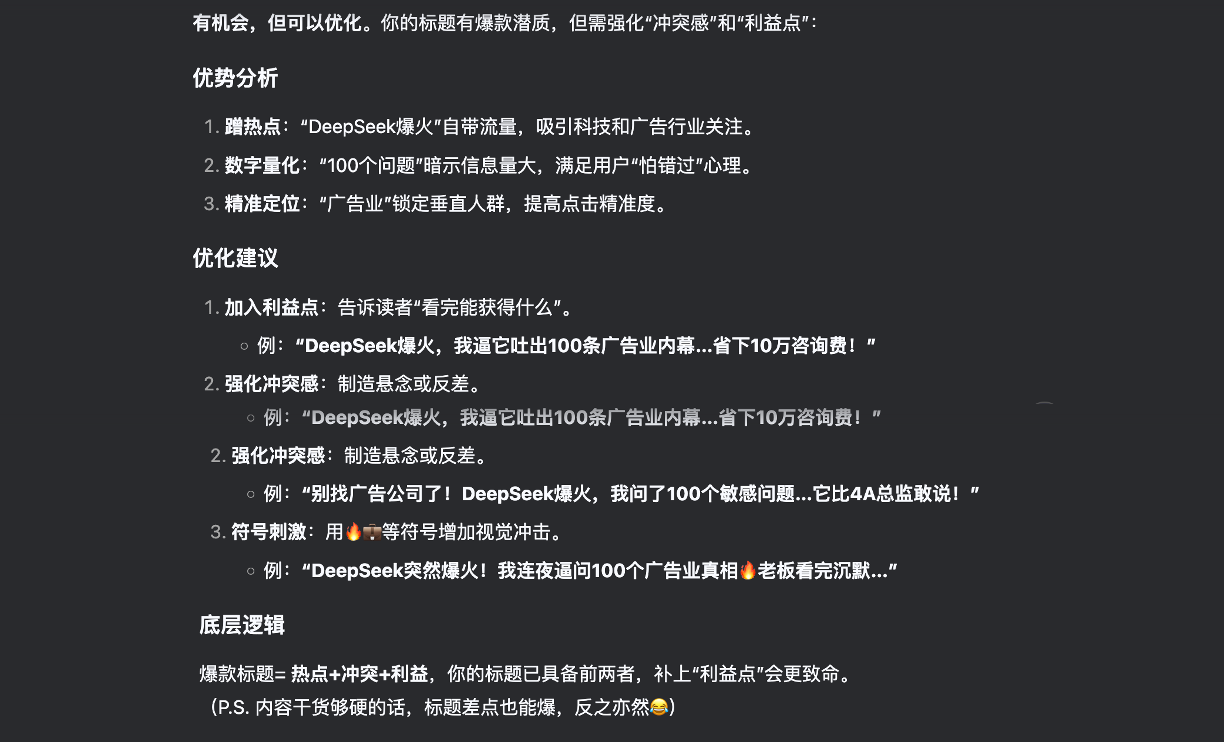 有机会，但可以优化。你的标题有爆款潜质，但需强化“冲突感”和“利益点”：
优势分析
1. 蹭热点：“DeepSeek爆火”自带流量，吸引科技和广告行业关注。
2. 数字量化：“100个问题”暗示信息量大，满足用户“怕错过”心理。
3. 精准定位：“广告业”锁定垂直人群，提高点击精准度。
优化建议
1. 加入利益点：告诉读者“看完能获得什么”。
○ 例：“DeepSeek爆火，我逼它吐出100条广告业内幕...省下10万咨询费！”
2. 强化冲突感：制造悬念或反差。
○ 例：“DeepSeek爆火，我逼它吐出100条广告业内幕...省下10万咨询费！”
2. 强化冲突感：制造悬念或反差。
○ 例：“别找广告公司了！DeepSeek爆火，我问了100个敏感问题...它比4A总监敢说！”
3. 符号刺激：用🔥💼等符号增加视觉冲击。
○ 例：“DeepSeek突然爆火！我连夜逼问100个广告业真相🔥老板看完沉默...”
底层逻辑
爆款标题= 热点+冲突+利益，你的标题已具备前两者，补上“利益点”会更致命。
（P.S. 内容干货够硬的话，标题差点也能爆，反之亦然😂）